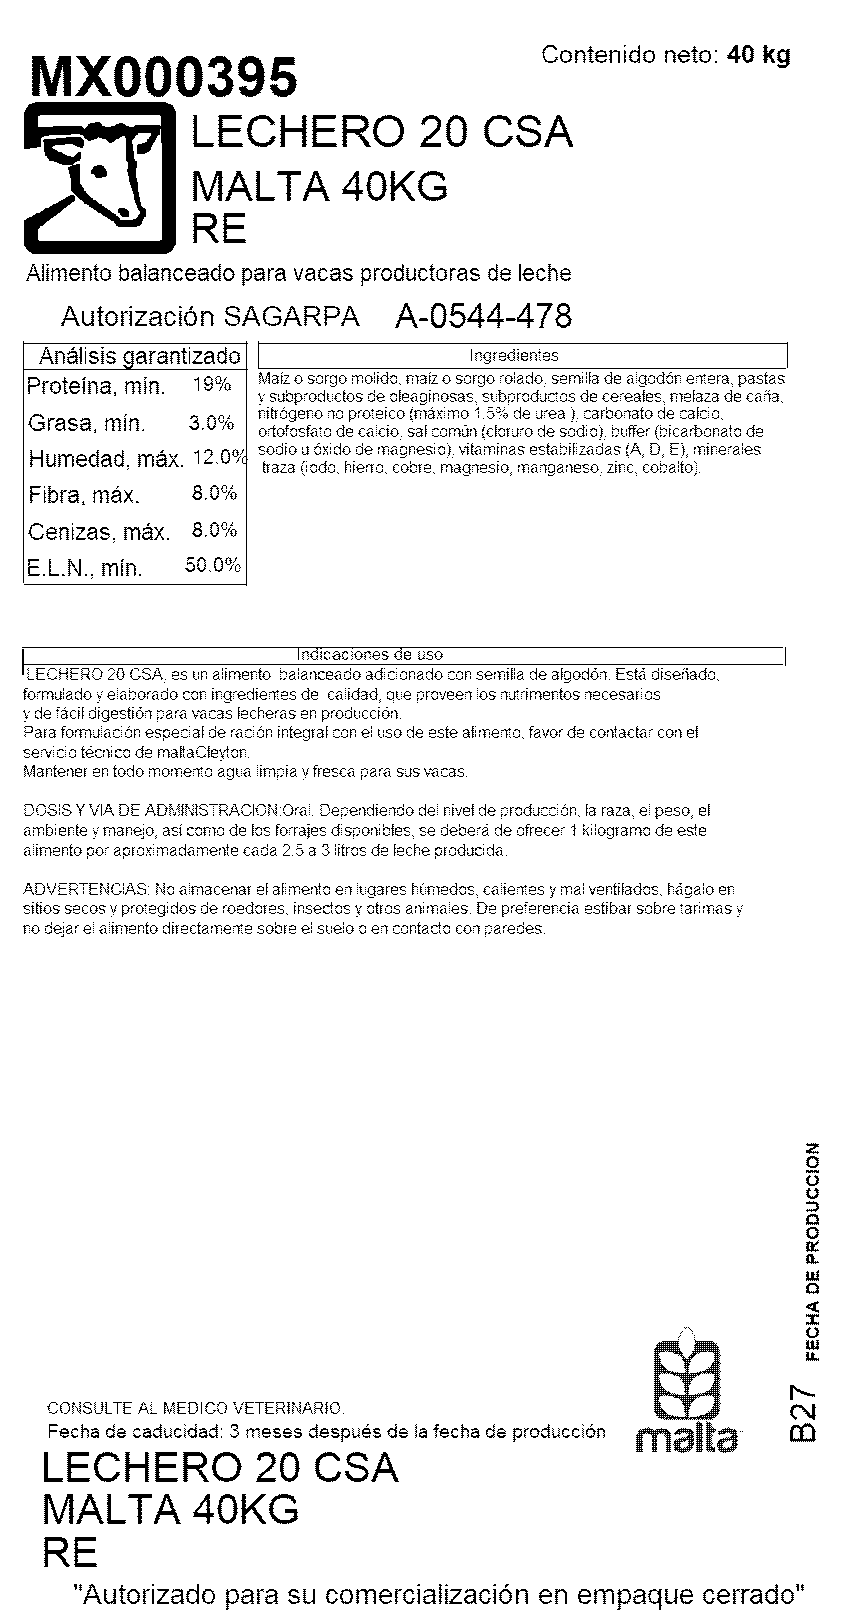 Contenido neto: 40 kg
MX000395
LECHERO 20 CSA
MALTA 40KG
RE
Alimento balanceado para vacas productoras de leche
Autorización SAGARPA A-0544-478
Análisis garantizado
Proteína, mín. 19%
Grasa, mín. 3.0%
Humedad, máx. 12.0%
Fibra, máx. 8.0%
Cenizas, máx. 8.0%
E.L.N., mín. 50.0%
Ingredientes
Maíz o sorgo molido, maíz o sorgo rolado, semilla de algodón entera, pastas
y subproductos de oleaginosas, subproductos de cereales, melaza de caña,
nitrógeno no proteico (máximo 1.5% de urea ), carbonato de calcio,
ortofosfato de calcio, sal común (cloruro de sodio), buffer (bicarbonato de
sodio u óxido de magnesio), vitaminas estabilizadas (A, D, E), minerales
traza (iodo, hierro, cobre, magnesio, manganeso, zinc, cobalto).
Indicaciones de uso
LECHERO 20 CSA, es un alimento balanceado adicionado con semilla de algodón. Está diseñado,
formulado y elaborado con ingredientes de calidad, que proveen los nutrimentos necesarios
y de fácil digestión para vacas lecheras en producción.
Para formulación especial de ración integral con el uso de este alimento, favor de contactar con el
servicio técnico de maltaCleyton.
Mantener en todo momento agua limpia y fresca para sus vacas.
DOSIS Y VIA DE ADMINISTRACION:Oral. Dependiendo del nivel de producción, la raza, el peso, el
ambiente y manejo, así como de los forrajes disponibles, se deberá de ofrecer 1 kilogramo de este
alimento por aproximadamente cada 2.5 a 3 litros de leche producida.
ADVERTENCIAS: No almacenar el alimento en lugares húmedos, calientes y mal ventilados, hágalo en
sitios secos y protegidos de roedores, insectos y otros animales. De preferencia estibar sobre tarimas y
no dejar el alimento directamente sobre el suelo o en contacto con paredes.
FECHA DE PRODUCCION
B27
malta
CONSULTE AL MEDICO VETERINARIO.
Fecha de caducidad: 3 meses después de la fecha de producción
LECHERO 20 CSA
MALTA 40KG
RE
"Autorizado para su comercialización en empaque cerrado"